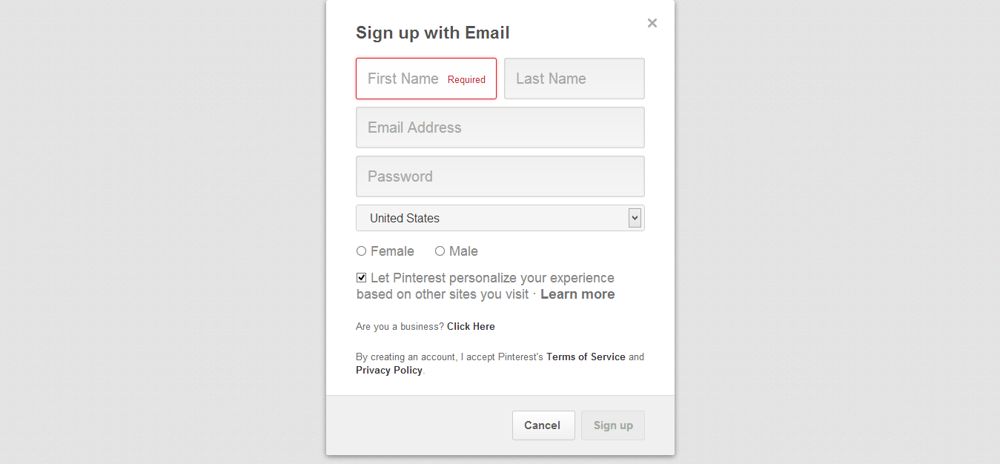 Sign up with Email
First Name Required Last Name
Email Address
Password
United States
Female Male
Let Pinterest personalize your experience
based on other sites you visit · Learn more
Are you a business? Click Here
By creating an account, I accept Pinterest's Terms of Service and
Privacy Policy.
Cancel Sign up